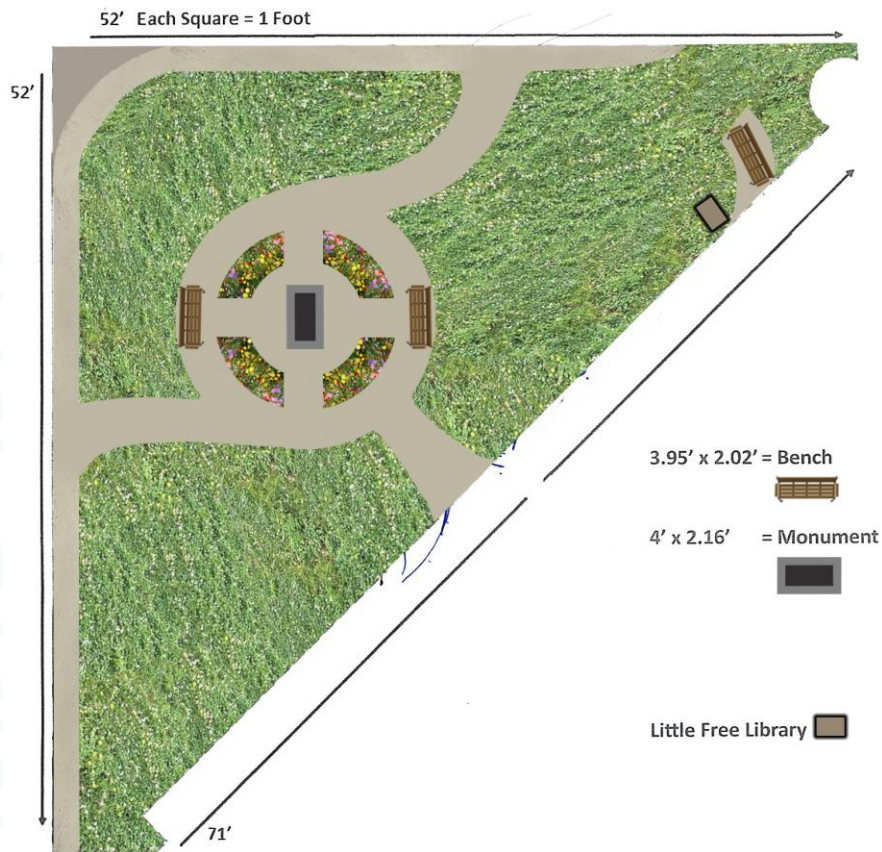 52’ Each Square = 1 Foot
52’
3.95’ x 2.02’ = Bench
4’ x 2.16’ = Monument
Little Free Library
71’